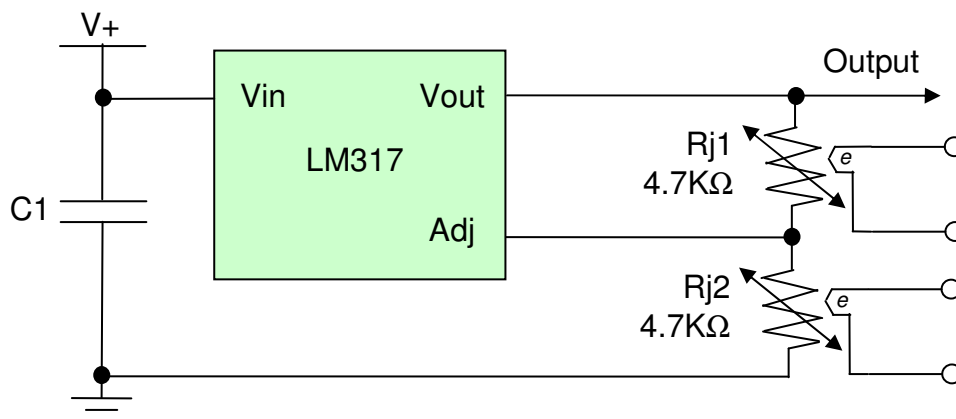 V+
Output
Vin
Vout
Rj1
4.7KΩ
e
LM317
C1
Adj
Rj2
4.7KΩ
e